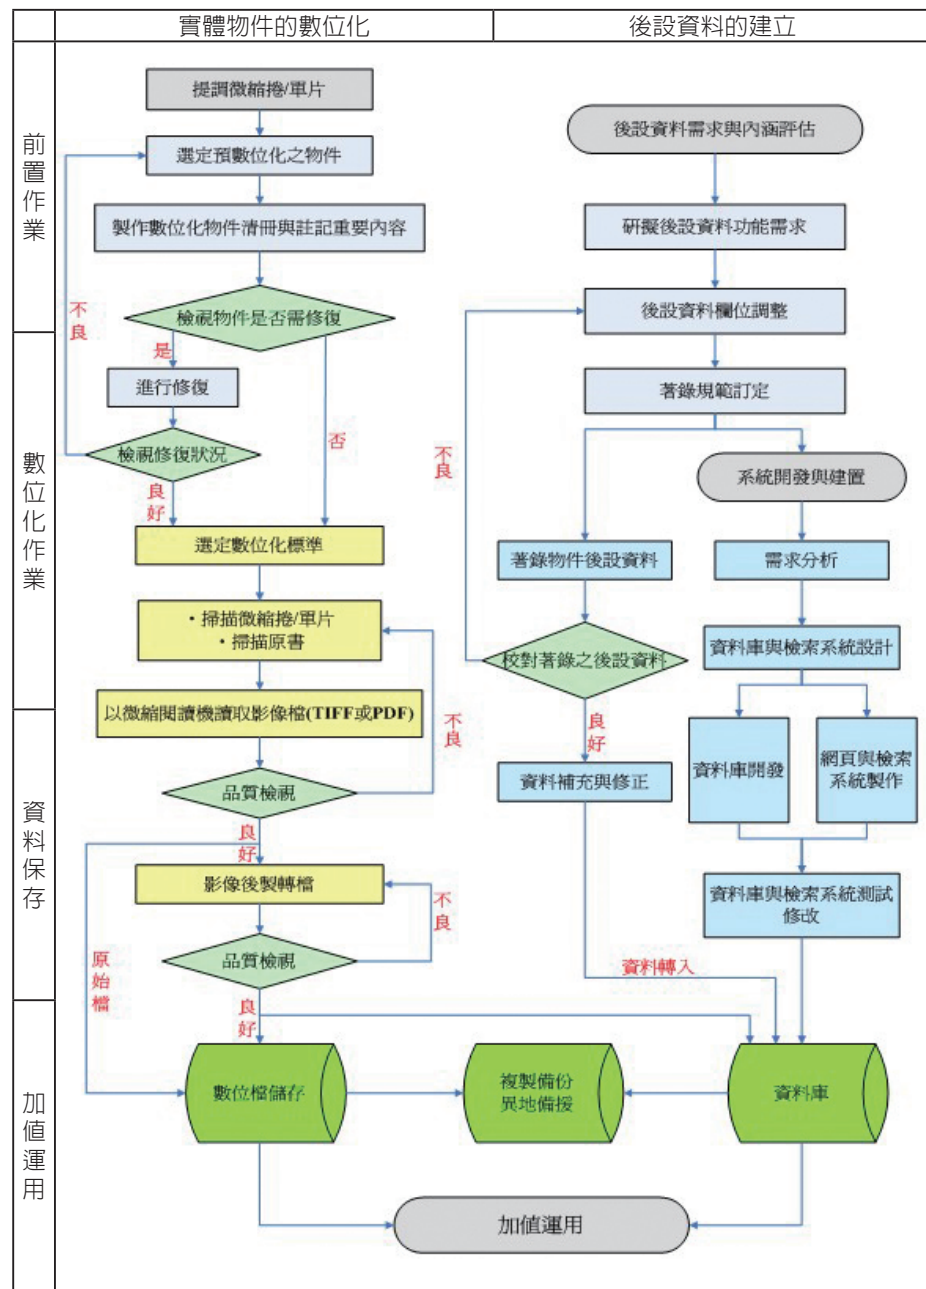 實體物件的數位化
後設資料的建立
前置作業
提調微縮捲/單片
選定預數位化之物件
製作數位化物件清冊與註記重要內容
檢視物件是否需修復
不良
是
否
後設資料需求與內涵評估
研擬後設資料功能需求
後設資料欄位調整
數位化作業
進行修復
檢視修復狀況
良好
選定數位化標準
・掃描微縮捲/單片
・掃描原書
著錄規範訂定
不良
系統開發與建置
著錄物件後設資料
需求分析
校對著錄之後設資料
資料庫與檢索系統設計
資料保存
以微縮閱讀機讀取影像檔(TIFF或PDF)
不良
品質檢視
良好
影像後製轉檔
不良
品質檢視
原始檔
良好
資料補充與修正
資料庫開發
網頁與檢索
系統製作
資料庫與檢索系統測試
修改
資料轉入
加值運用
良好
數位檔儲存
複製備份
異地備援
資料庫
加值運用